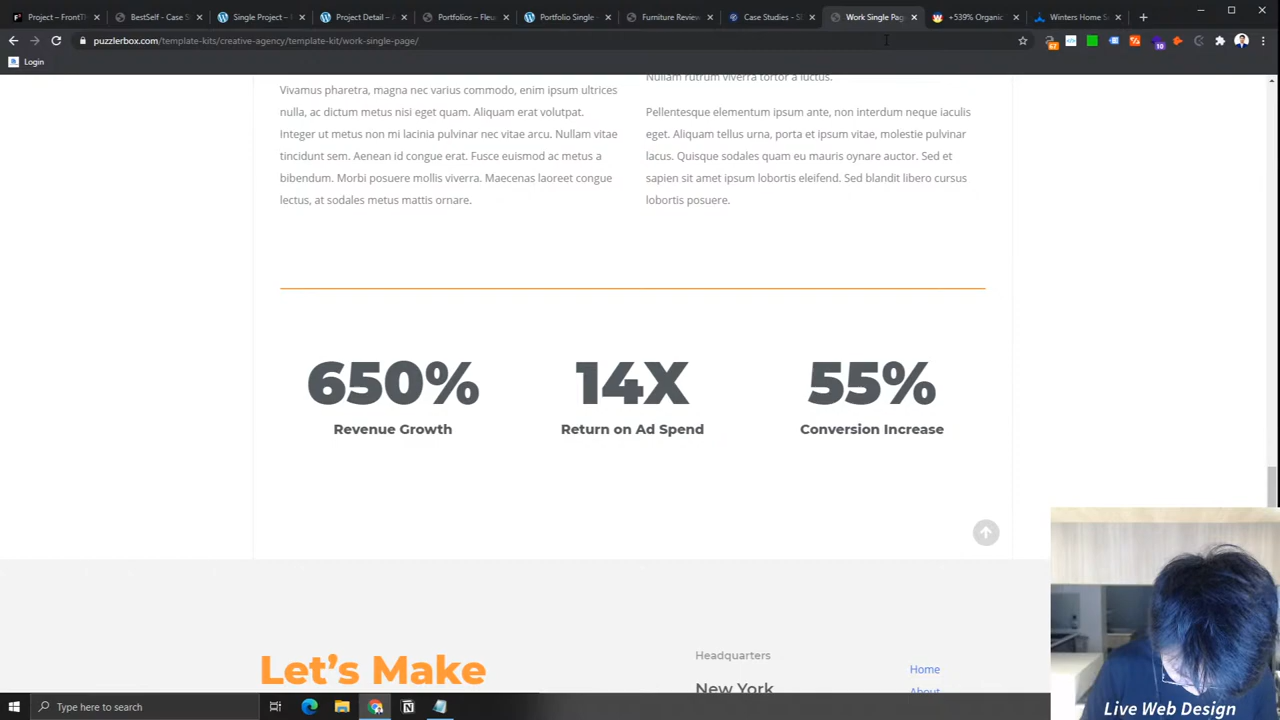 Project – FrontTh
BestSelf - Case S
Single Project –
Project Detail –
Portfolios – Fleu
Portfolio Single
Furniture Review
Case Studies - S
Work Single Pag
+539% Organic
Winters Home S
puzzlerbox.com/template-kits/creative-agency/template-kit/work-single-page/
Login
Nullam rutrum viverra tortor a luctus.
Vivamus pharetra, magna nec varius commodo, enim ipsum ultrices
nulla, ac dictum metus nisi eget quam. Aliquam erat volutpat.
Integer ut metus non mi lacinia pulvinar nec vitae arcu. Nullam vitae
tincidunt sem. Aenean id congue erat. Fusce euismod ac metus a
bibendum. Morbi posuere mollis viverra. Maecenas laoreet congue
lectus, at sodales metus mattis ornare.
Pellentesque elementum ipsum ante, non interdum neque iaculis
eget. Aliquam tellus urna, porta et ipsum vitae, molestie pulvinar
lacus. Quisque sodales quam eu mauris oynare auctor. Sed et
sapien sit amet ipsum lobortis eleifend. Sed blandit libero cursus
lobortis posuere.
650%
Revenue Growth
14X
Return on Ad Spend
55%
Conversion Increase
Let's Make
Headquarters
New York
Home
About
Type here to search
Live Web Design